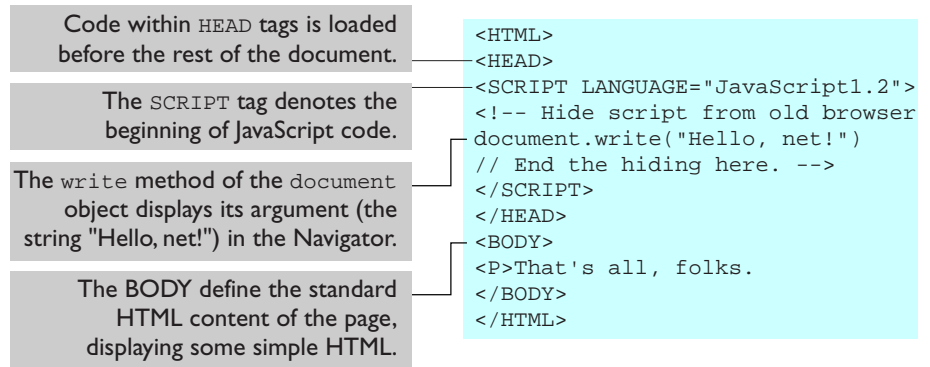 Code within HEAD tags is loaded
before the rest of the document.
The SCRIPT tag denotes the
beginning of JavaScript code.
The write method of the document
object displays its argument (the
string "Hello, net!") in the Navigator.
The BODY define the standard
HTML content of the page,
displaying some simple HTML.
<HTML>
<HEAD>
<SCRIPT LANGUAGE="JavaScript1.2">
<!-- Hide script from old browser
document.write("Hello, net!")
// End the hiding here. -->
</SCRIPT>
</HEAD>
<BODY>
<P>That's all, folks.
</BODY>
</HTML>